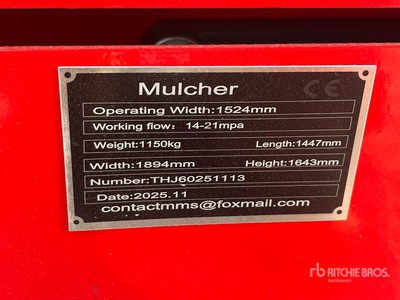 Mulcher CE
Operating Width:1524mm
Working flow: 14-21mpa
Weight:1150kg Length:1447mm
Width:1894mm Height:1643mm
Number:THJ60251113
Date:2025.11
contactmms@foxmail.com
rb RITCHIE BROS.